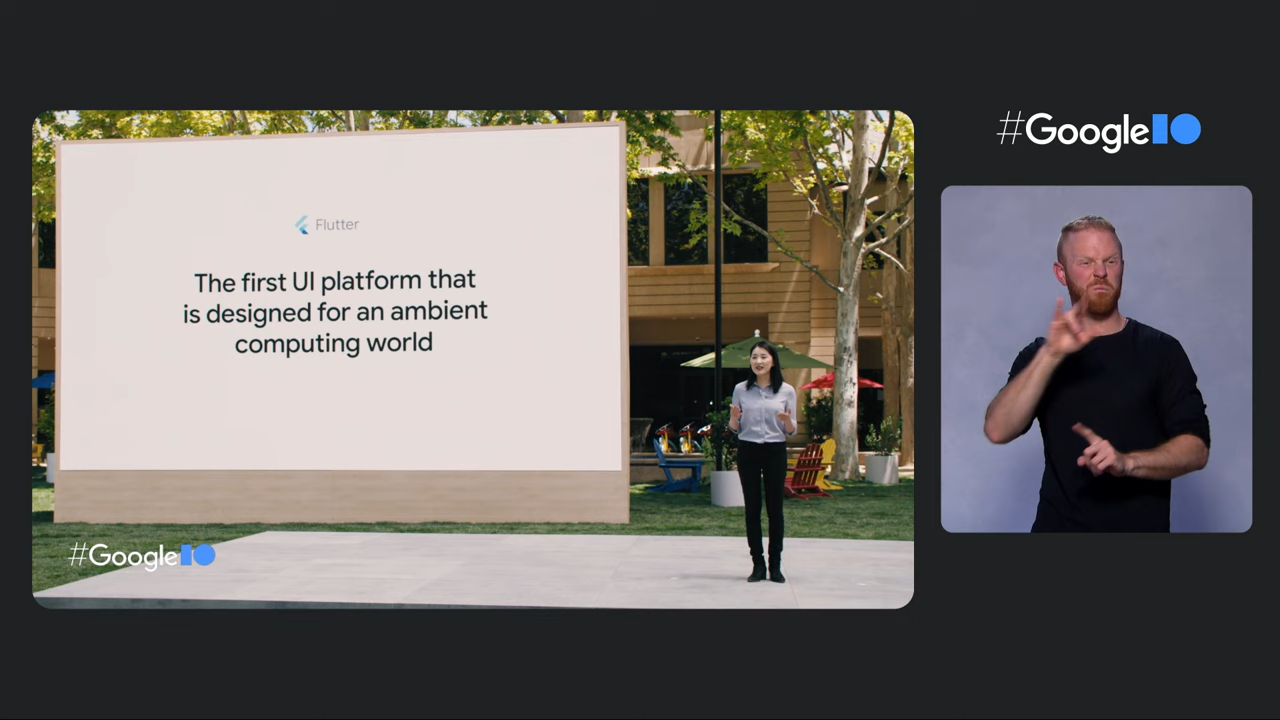 Flutter
The first UI platform that
is designed for an ambient
computing world
#GoogleIO
#GoogleIO